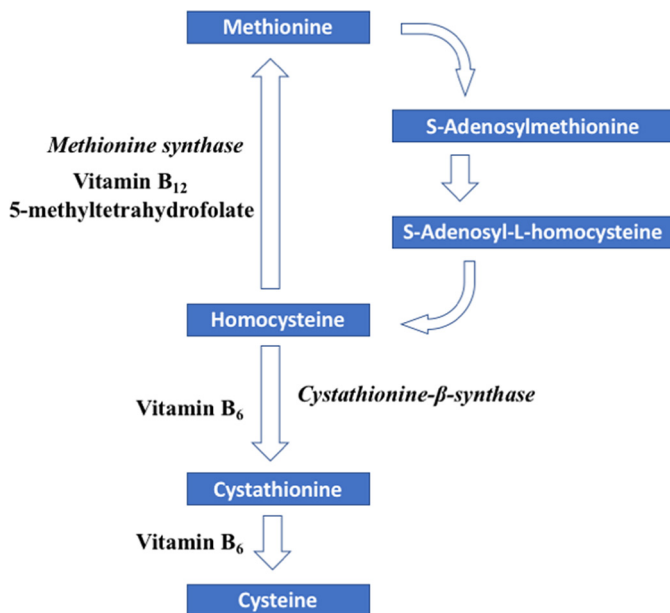 Methionine
S-Adenosylmethionine
Methionine synthase
Vitamin B₁₂
5-methyltetrahydrofolate
S-Adenosyl-L-homocysteine
Homocysteine
Cystathionine-β-synthase
Vitamin B₆
Cystathionine
Vitamin B₆
Cysteine